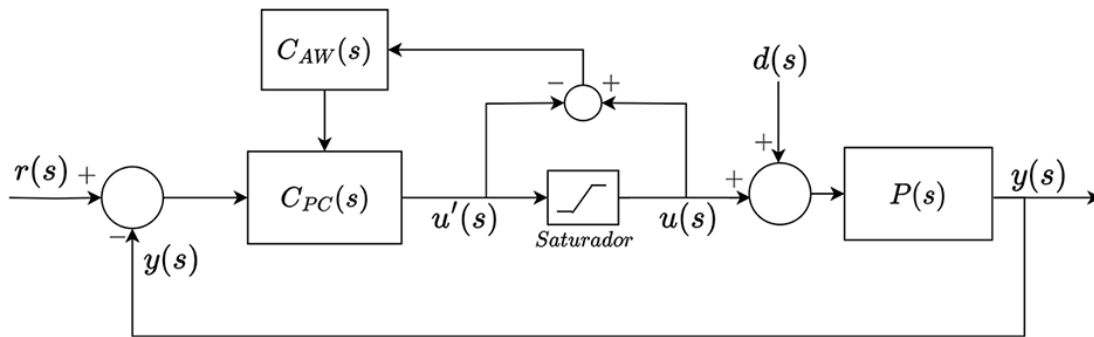 C_{AW}(s)
d(s)
− +
r(s) + C_{PC}(s) + + P(s) y(s)
u'(s) u(s)
Saturador
− y(s)